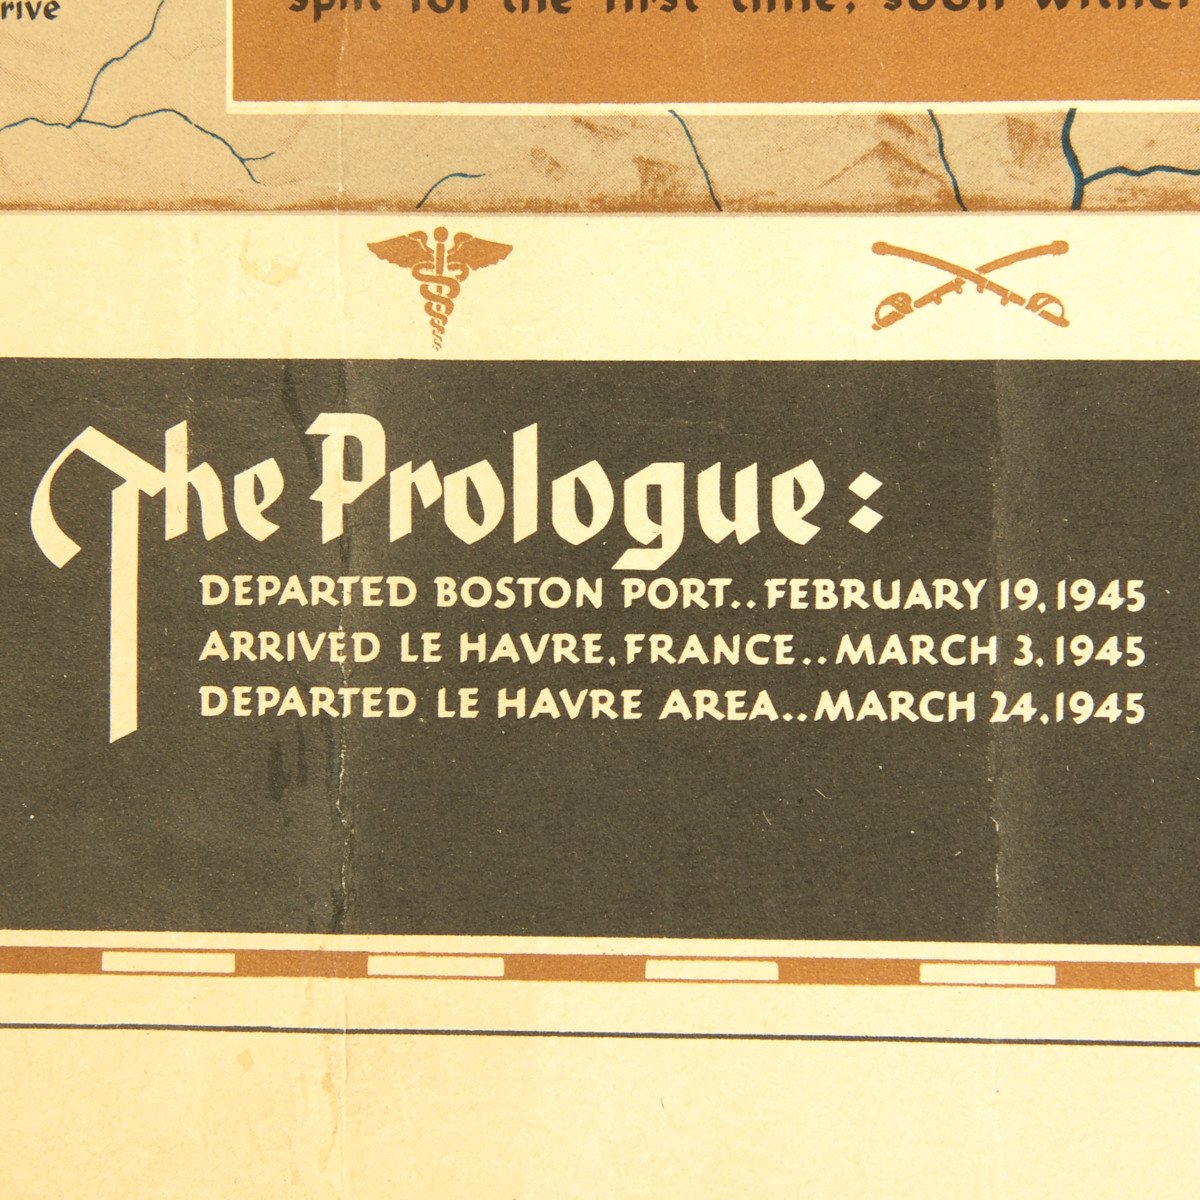 rive
split for the first time, soon
The Prologue:
DEPARTED BOSTON PORT..FEBRUARY 19, 1945
ARRIVED LE HAVRE, FRANCE..MARCH 3, 1945
DEPARTED LE HAVRE AREA..MARCH 24, 1945